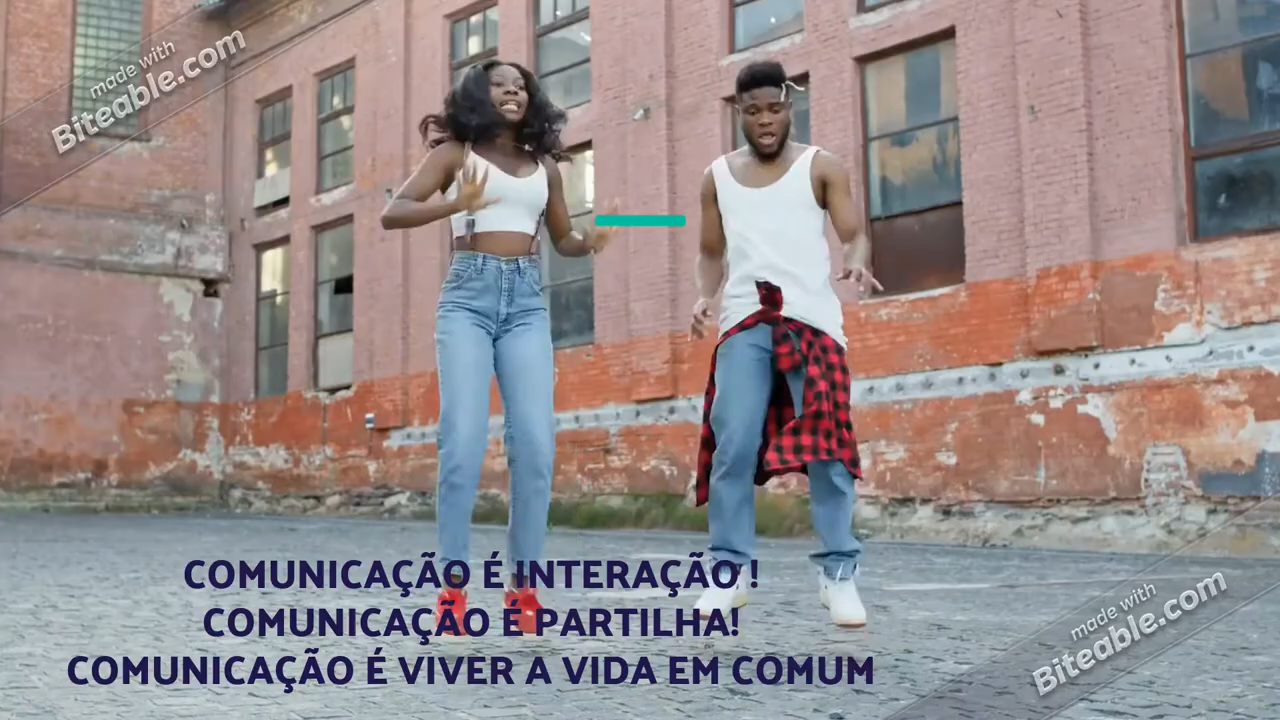 made with
Biteable.com
COMUNICAÇÃO É INTERAÇÃO !
COMUNICAÇÃO É PARTILHA!
COMUNICAÇÃO É VIVER A VIDA EM COMUM
made with
Biteable.com